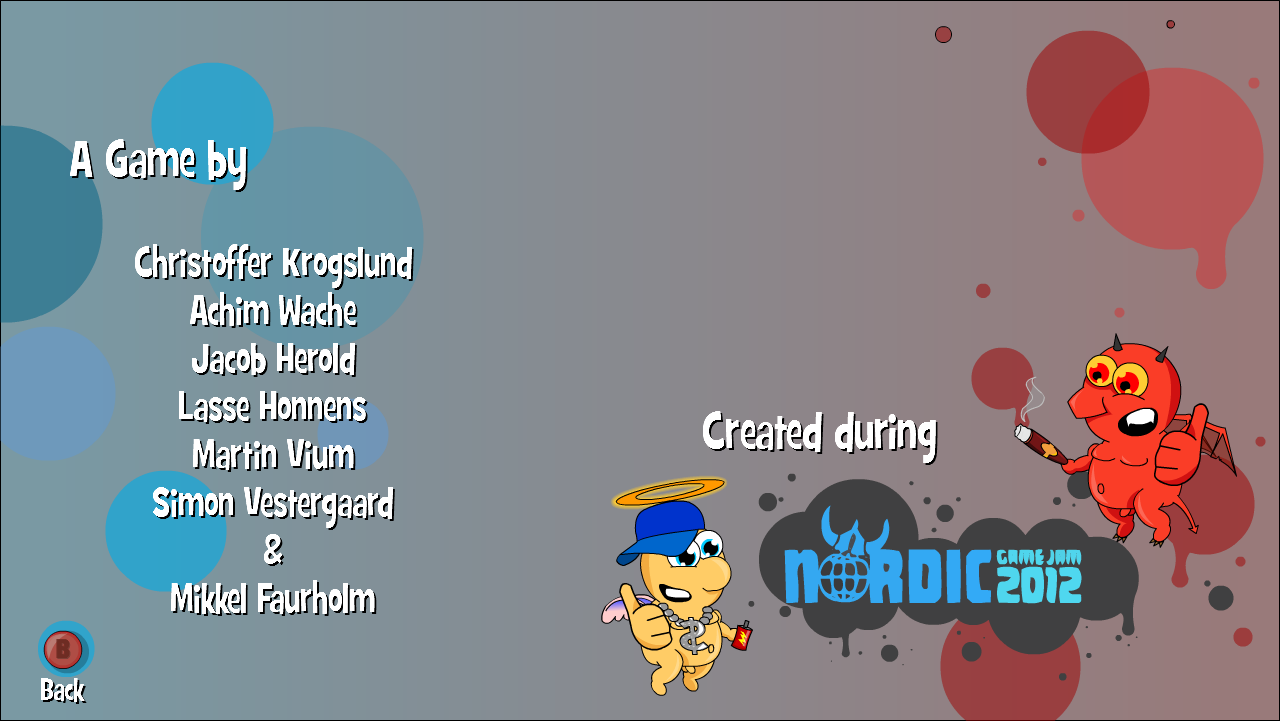 A Game by
Christoffer Krogslund
Achim Wache
Jacob Herold
Lasse Honnens
Martin Vium
Simon Vestergaard
&
Mikkel Faurholm
B
Back
Created during
NORDIC GAME JAM
2012